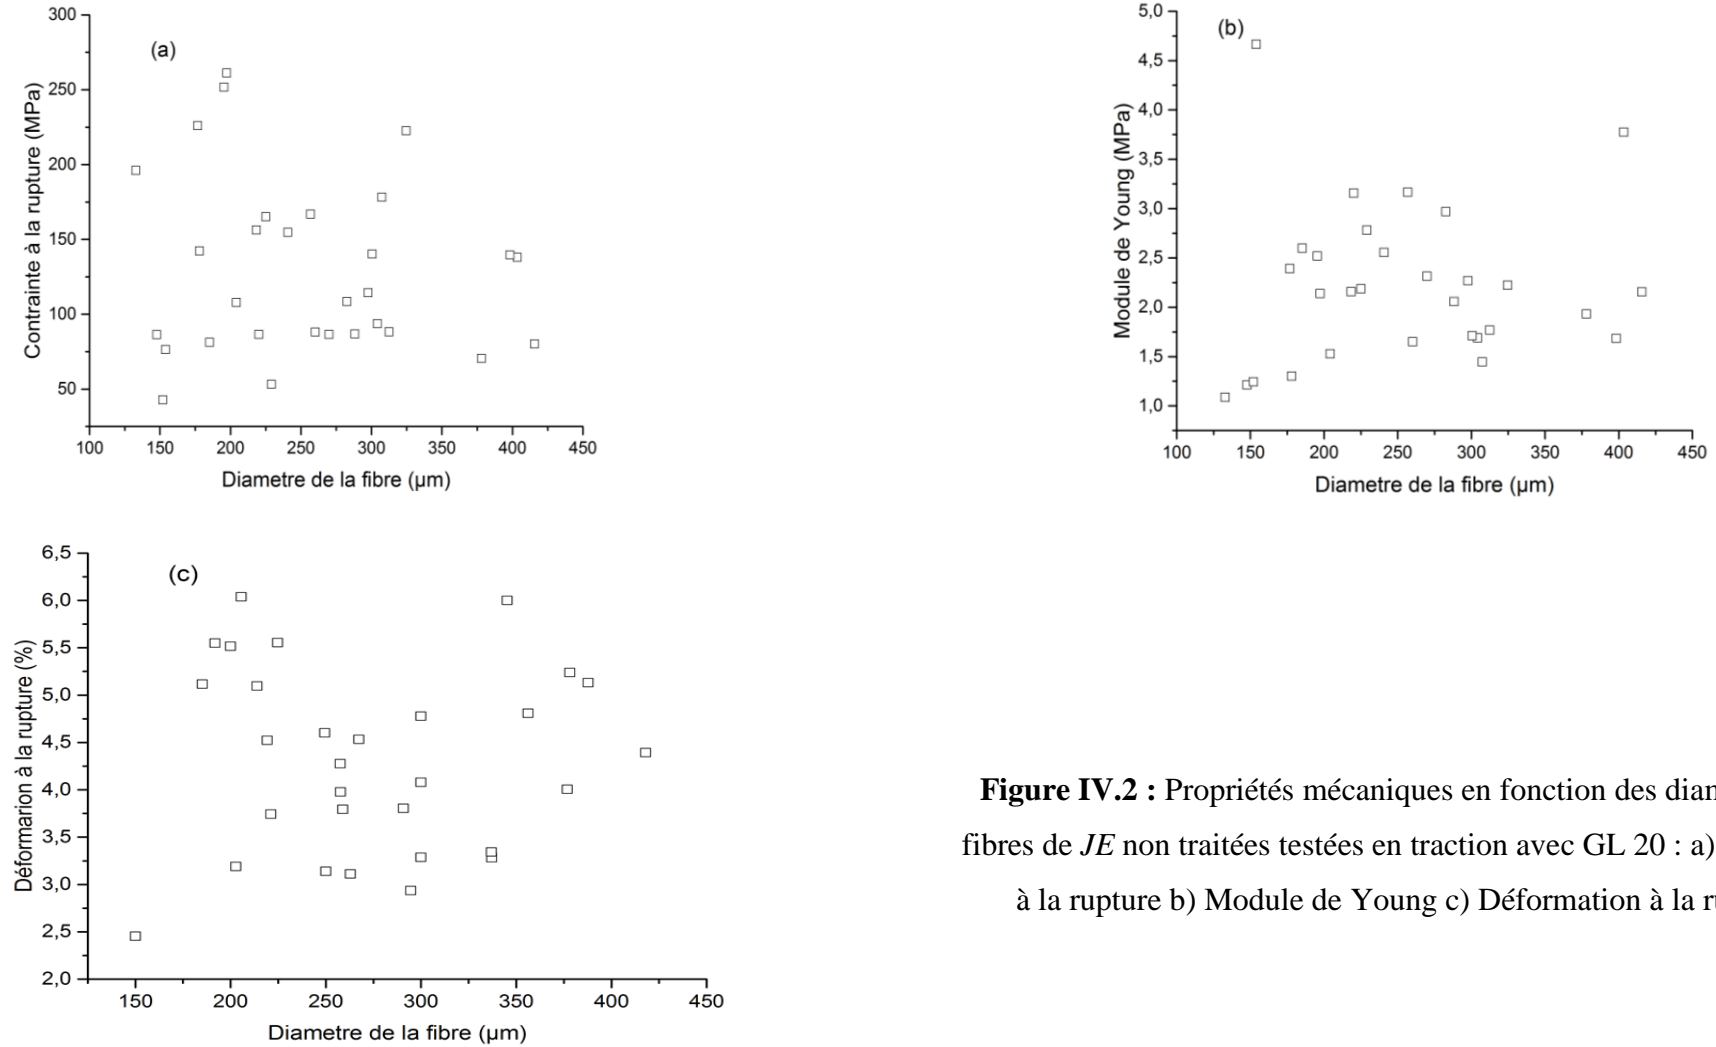 300
250
200
150
100
50
(a)
Contrainte à la rupture (MPa)
100 150 200 250 300 350 400 450
Diametre de la fibre (µm)
5,0
4,5
4,0
3,5
3,0
2,5
2,0
1,5
1,0
(b)
Module de Young (MPa)
100 150 200 250 300 350 400 450
Diametre de la fibre (µm)
6,5
6,0
5,5
5,0
4,5
4,0
3,5
3,0
2,5
2,0
(c)
Déformarion à la rupture (%)
150 200 250 300 350 400 450
Diametre de la fibre (µm)
Figure IV.2 : Propriétés mécaniques en fonction des
fibres de JE non traitées testées en traction avec GL 20 : a)
à la rupture b) Module de Young c) Déformation à la